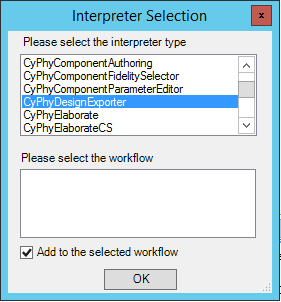 Interpreter Selection
x
Please select the interpreter type
CyPhyComponentAuthoring
CyPhyComponentFidelitySelector
CyPhyComponentParameterEditor
CyPhyDesignExporter
CyPhyElaborate
CyPhyElaborateCS
Please select the workflow
Add to the selected workflow
OK